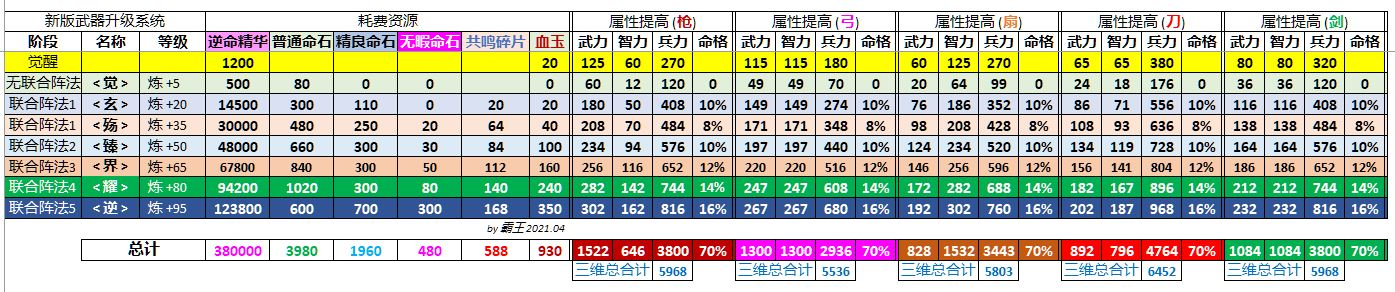 新版武器升级系统 耗费资源 属性提高 (枪) 属性提高 (弓) 属性提高 (扇) 属性提高 (刀) 属性提高 (剑)
阶段 名称 等级 逆命精华 普通命石 精良命石 无暇命石 共鸣碎片 血玉 武力 智力 兵力 命格 武力 智力 兵力 命格 武力 智力 兵力 命格 武力 智力 兵力 命格 武力 智力 兵力 命格
觉醒 1200 20 125 60 270 115 115 180 60 125 270 65 65 380 80 80 320
无联合阵法 <觉> 炼 +5 500 80 0 0 0 60 12 120 0 49 49 70 0 20 64 99 0 24 18 176 0 36 36 120 0
联合阵法1 <玄> 炼 +20 14500 300 110 0 20 20 180 50 408 10% 149 149 274 10% 76 186 352 10% 86 71 556 10% 116 116 408 10%
联合阵法1 <殇> 炼 +35 30000 480 250 20 64 40 208 70 484 8% 171 171 348 8% 98 208 428 8% 108 93 636 8% 138 138 484 8%
联合阵法2 <臻> 炼 +50 48000 660 300 30 84 100 234 94 576 10% 197 197 440 10% 124 234 520 10% 134 119 728 10% 164 164 576 10%
联合阵法3 <界> 炼 +65 67800 840 300 50 112 160 256 116 652 12% 220 220 516 12% 146 256 596 12% 156 141 804 12% 186 186 652 12%
联合阵法4 <耀> 炼 +80 94200 1020 300 80 140 240 282 142 744 14% 247 247 608 14% 172 282 688 14% 182 167 896 14% 212 212 744 14%
联合阵法5 <逆> 炼 +95 123800 600 700 300 168 350 302 162 816 16% 267 267 680 16% 192 302 760 16% 202 187 968 16% 232 232 816 16%
by 霸王 2021.04
总计 380000 3980 1960 480 588 930 1522 646 3800 70% 1300 1300 2936 70% 828 1532 3443 70% 892 796 4764 70% 1084 1084 3800 70%
三维总合计 5968 三维总合计 5536 三维总合计 5803 三维总合计 6452 三维总合计 5968